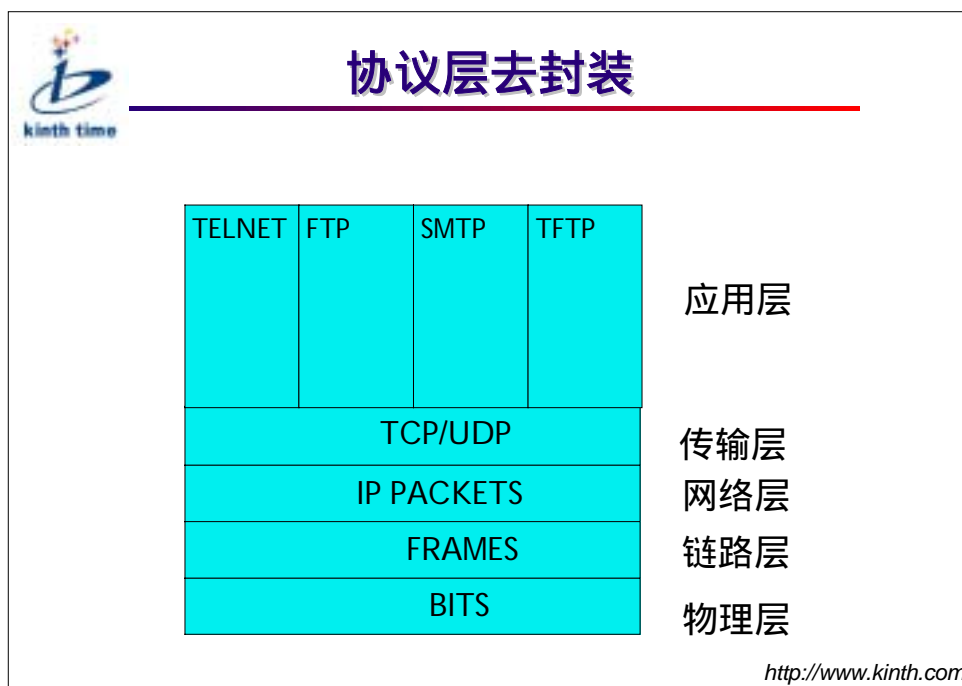 协议层去封装
kinth time
TELNET FTP SMTP TFTP
应用层
TCP/UDP 传输层
IP PACKETS 网络层
FRAMES 链路层
BITS 物理层
http://www.kinth.com